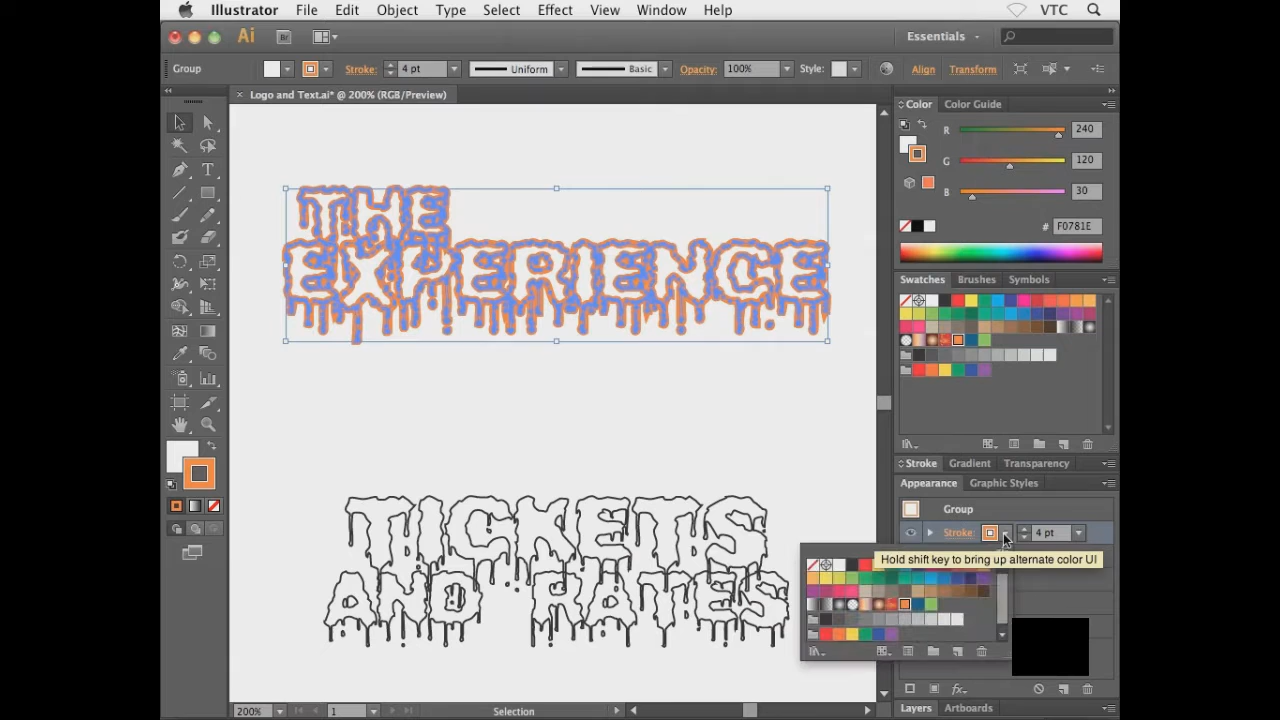 Illustrator File Edit Object Type Select Effect View Window Help VTC
Ai Br Essentials
Group Stroke: 4 pt Uniform Basic Opacity: 100% Style: Align Transform
× Logo and Text.ai* @ 200% (RGB/Preview)
Color Color Guide
R 240
G 120
B 30
# F0781E
THE
EXPERIENCE
Swatches Brushes Symbols
Stroke Gradient Transparency
Appearance Graphic Styles
Group
Stroke: 4 pt
Hold shift key to bring up alternate color UI
TICKETS
AND RATES
fx
200% 1 Selection
Layers Artboards